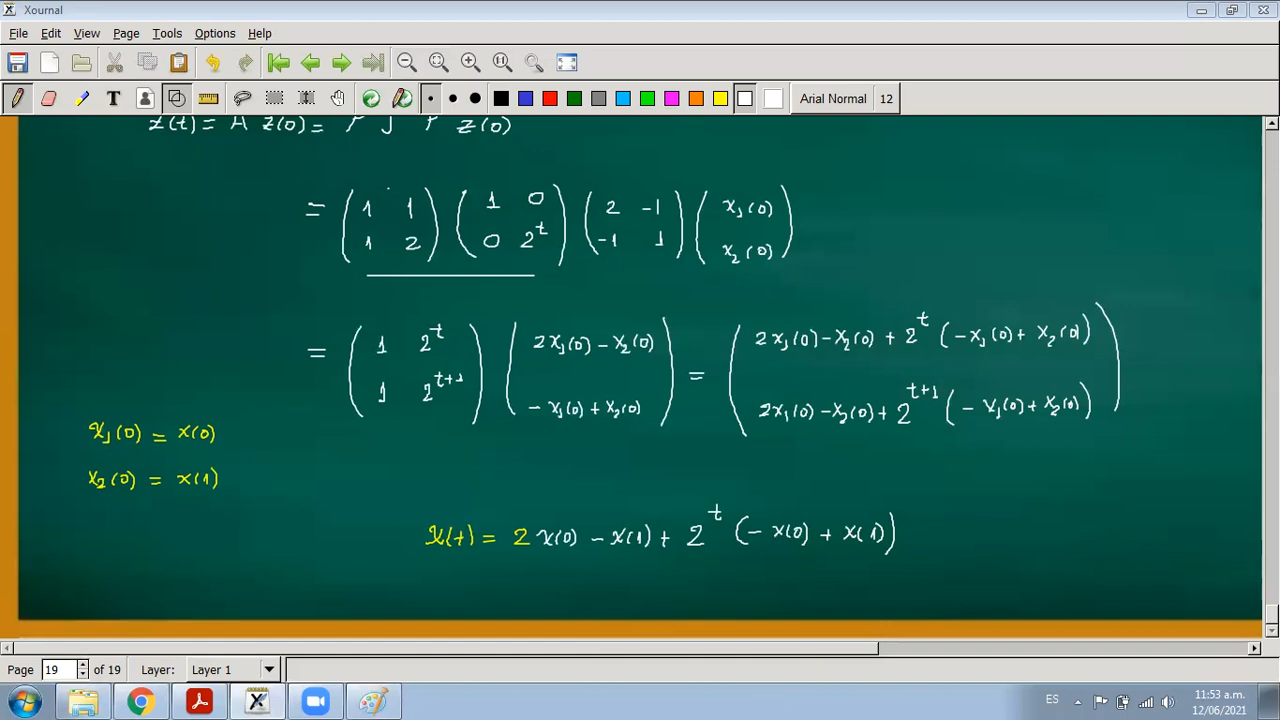 Xournal
File Edit View Page Tools Options Help
Arial Normal 12
z(t) = A z(0) = P J P z(0)
= ( 1 1 ; 1 2 ) ( 1 0 ; 0 2^t ) ( 2 -1 ; -1 1 ) ( x₁(0) ; x₂(0) )
= ( 1 2^t ; 1 2^{t+1} ) ( 2x₁(0) - x₂(0) ; - x₁(0) + x₂(0) ) = ( 2x₁(0) - x₂(0) + 2^t (- x₁(0) + x₂(0)) ; 2x₁(0) - x₂(0) + 2^{t+1} (- x₁(0) + x₂(0)) )
x₁(0) = x(0)
x₂(0) = x(1)
x(t) = 2 x(0) - x(1) + 2^t (- x(0) + x(1))
Page 19 of 19 Layer: Layer 1
ES 11:53 a.m.
12/06/2021